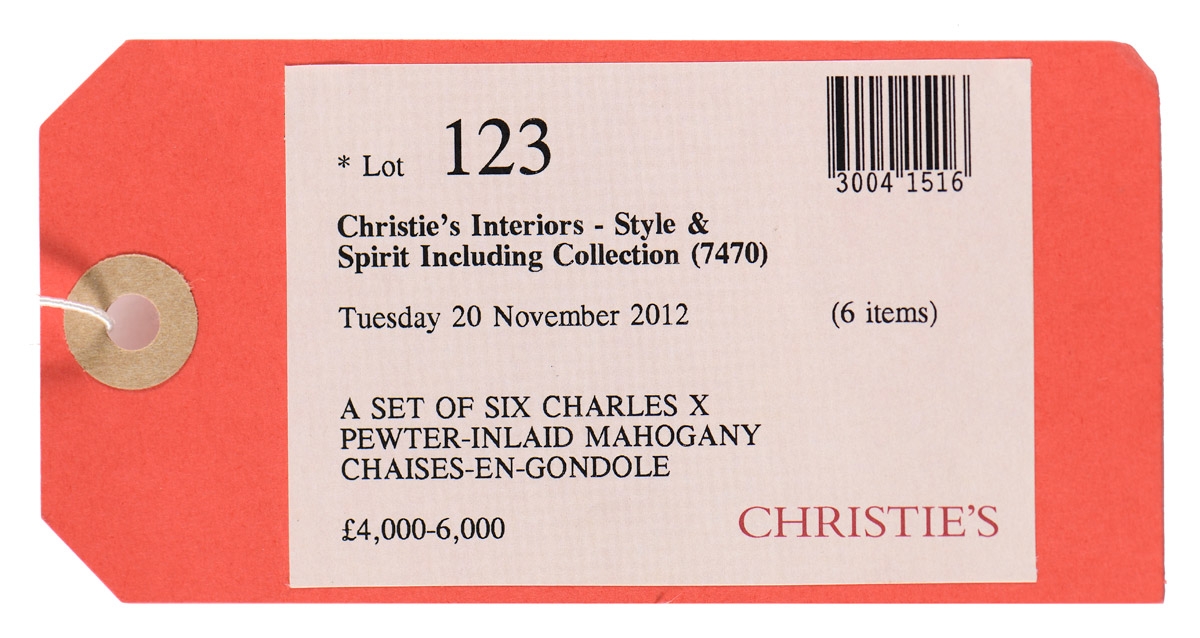 * Lot 123
3004 1516
Christie's Interiors - Style &
Spirit Including Collection (7470)
Tuesday 20 November 2012 (6 items)
A SET OF SIX CHARLES X
PEWTER-INLAID MAHOGANY
CHAISES-EN-GONDOLE
£4,000-6,000
CHRISTIE'S